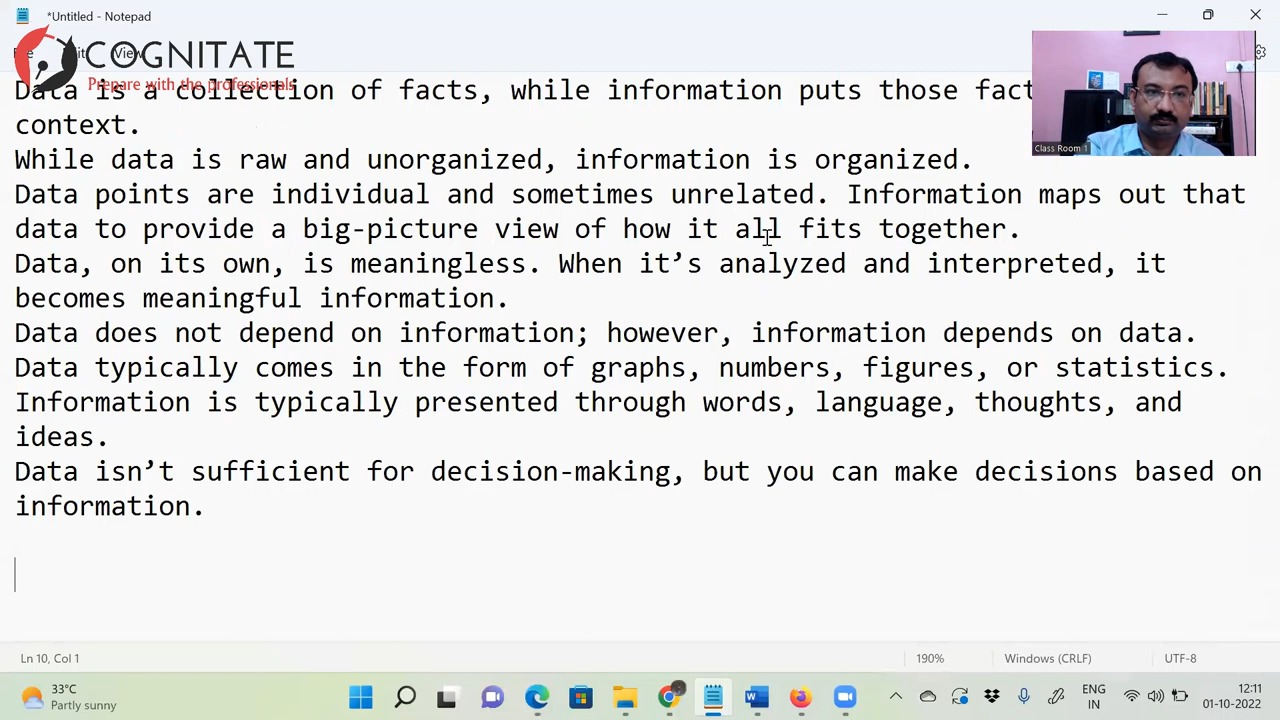 *Untitled - Notepad
COGNITATE
Prepare with the professionals
View
Data is a collection of facts, while information puts those
context.
While data is raw and unorganized, information is organized.
Data points are individual and sometimes unrelated. Information maps out that
data to provide a big-picture view of how it all fits together.
Data, on its own, is meaningless. When it’s analyzed and interpreted, it
becomes meaningful information.
Data does not depend on information; however, information depends on data.
Data typically comes in the form of graphs, numbers, figures, or statistics.
Information is typically presented through words, language, thoughts, and
ideas.
Data isn’t sufficient for decision-making, but you can make decisions based on
information.
Class Room 1
Ln 10, Col 1
190%
Windows (CRLF)
UTF-8
33°C
Partly sunny
ENG
IN
12:11
01-10-2022